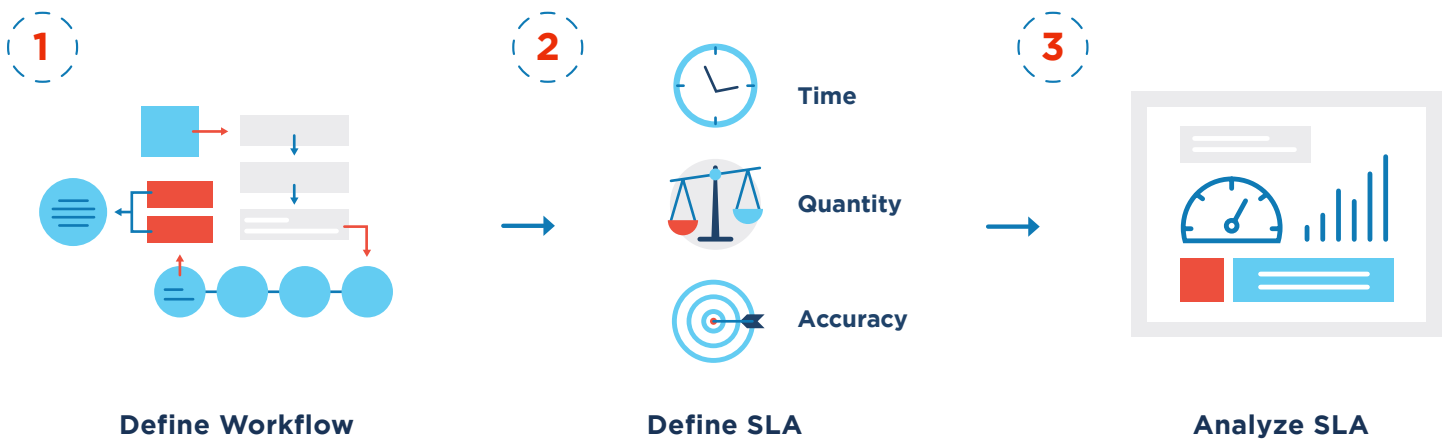 1
2
3
Time
Quantity
Accuracy
Define Workflow
Define SLA
Analyze SLA